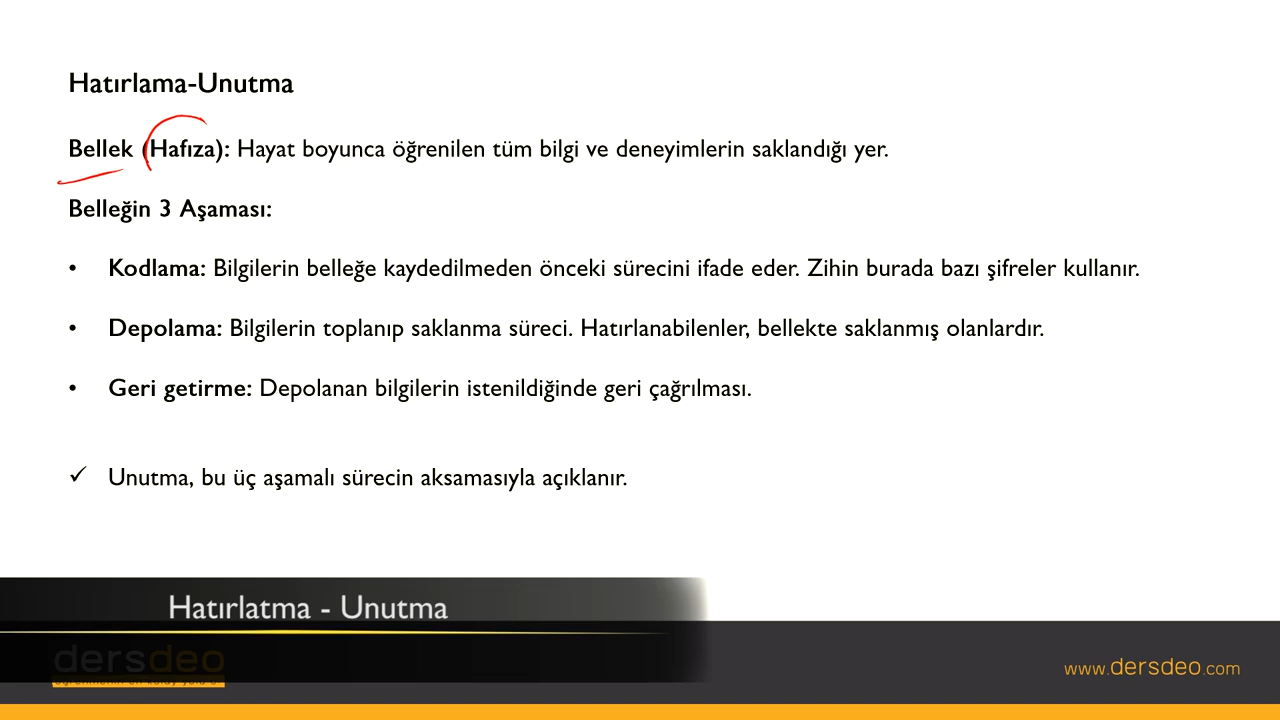 Hatırlama-Unutma
Bellek (Hafıza): Hayat boyunca öğrenilen tüm bilgi ve deneyimlerin saklandığı yer.
Belleğin 3 Aşaması:
• Kodlama: Bilgilerin belleğe kaydedilmeden önceki sürecini ifade eder. Zihin burada bazı şifreler kullanır.
• Depolama: Bilgilerin toplanıp saklanma süreci. Hatırlanabilenler, bellekte saklanmış olanlardır.
• Geri getirme: Depolanan bilgilerin istenildiğinde geri çağrılması.
✓ Unutma, bu üç aşamalı sürecin aksamasıyla açıklanır.
Hatırlatma - Unutma
dersdeo
www.dersdeo.com